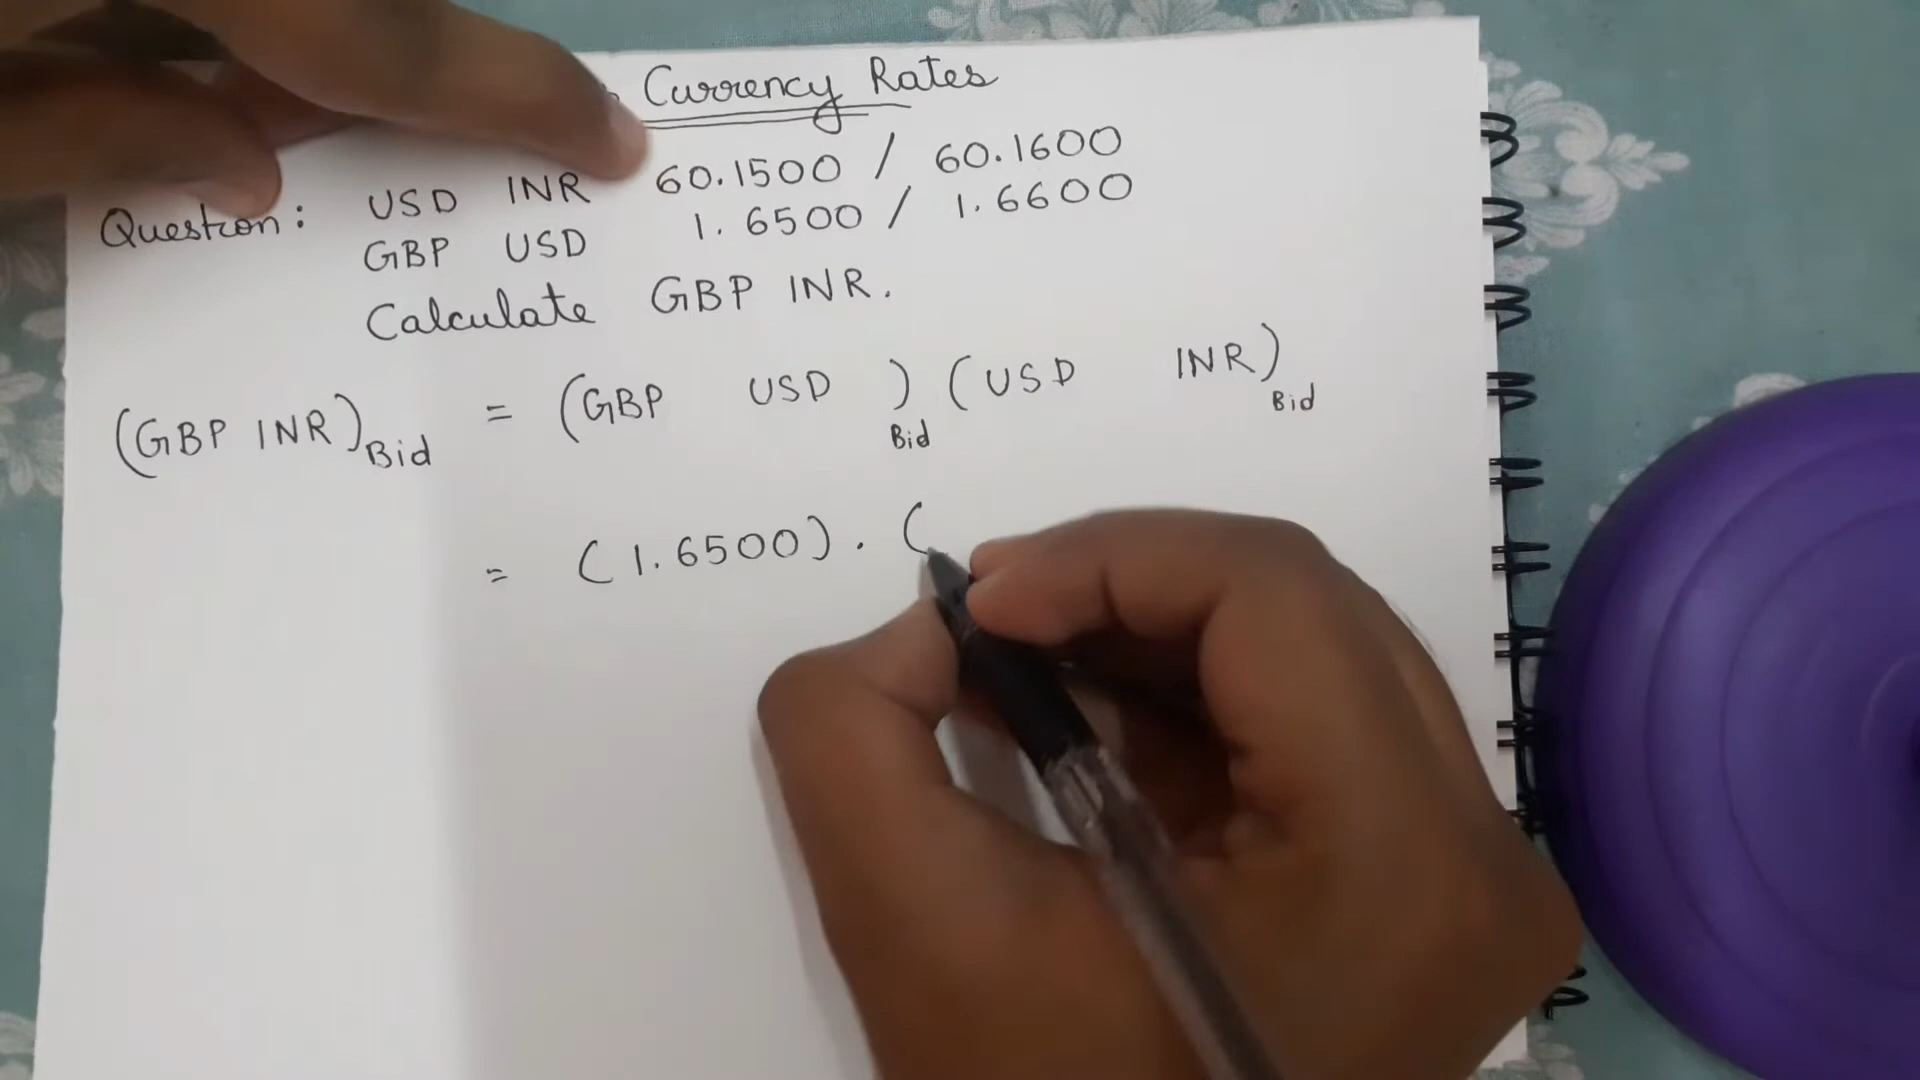 Currency Rates
Question: USD INR 60.1500 / 60.1600
GBP USD 1.6500 / 1.6600
Calculate GBP INR.
(GBP INR)Bid = (GBP USD )Bid (USD INR)Bid
= (1.6500) . (